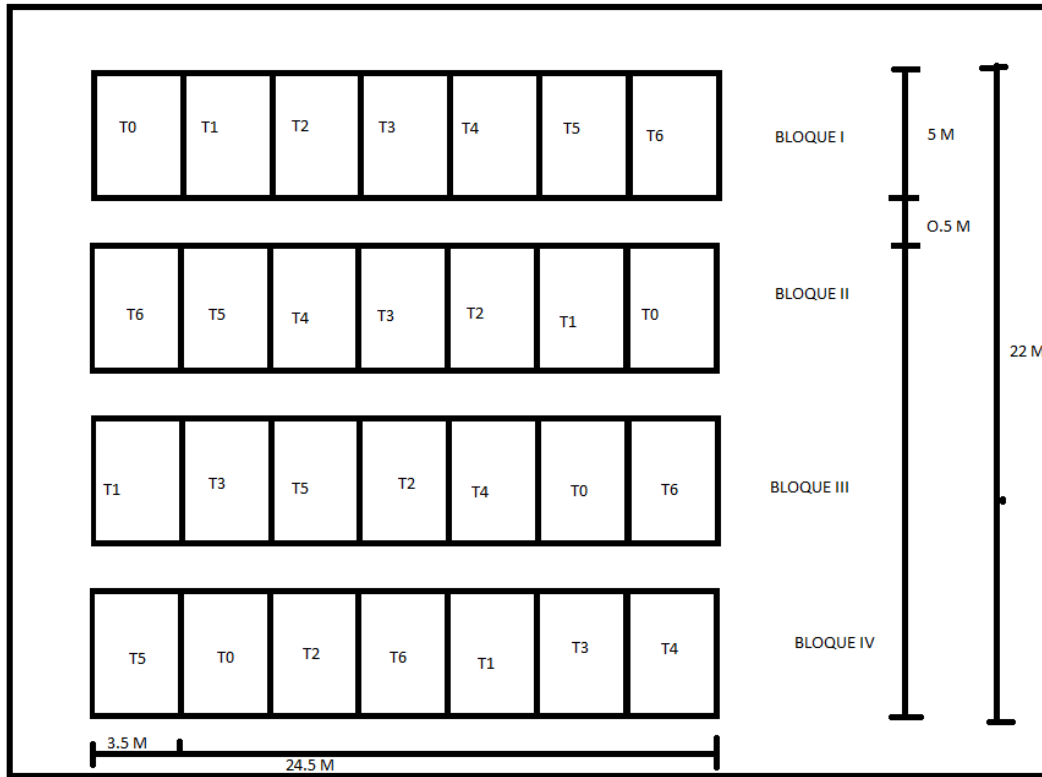 T0 T1 T2 T3 T4 T5 T6 BLOQUE I 5 M
O.5 M
T6 T5 T4 T3 T2 T1 T0 BLOQUE II
22 M
T1 T3 T5 T2 T4 T0 T6 BLOQUE III
T5 T0 T2 T6 T1 T3 T4 BLOQUE IV
3.5 M
24.5 M